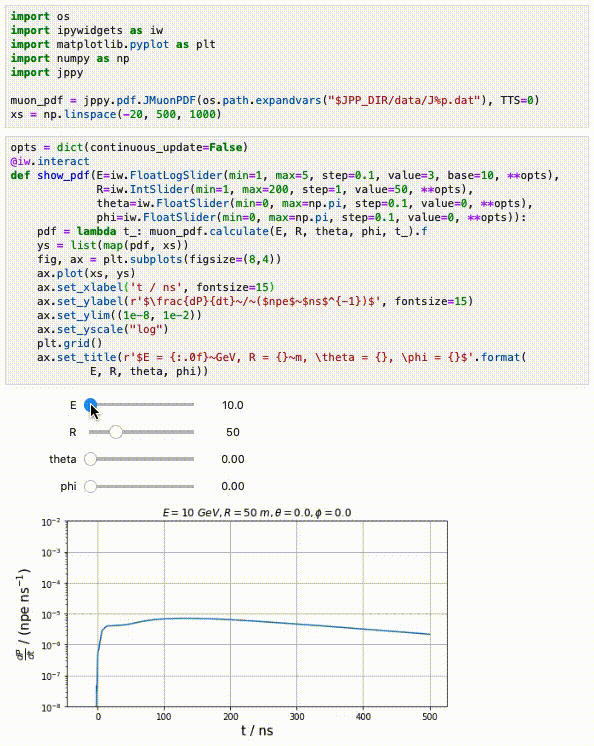 import os
import ipywidgets as iw
import matplotlib.pyplot as plt
import numpy as np
import jppy
muon_pdf = jppy.pdf.JMuonPDF(os.path.expandvars("$JPP_DIR/data/J%p.dat"), TTS=0)
xs = np.linspace(-20, 500, 1000)
opts = dict(continuous_update=False)
@iw.interact
def show_pdf(E=iw.FloatLogSlider(min=1, max=5, step=0.1, value=3, base=10, **opts),
R=iw.IntSlider(min=1, max=200, step=1, value=50, **opts),
theta=iw.FloatSlider(min=0, max=np.pi, step=0.1, value=0, **opts),
phi=iw.FloatSlider(min=0, max=np.pi, step=0.1, value=0, **opts)):
pdf = lambda t_: muon_pdf.calculate(E, R, theta, phi, t_).f
ys = list(map(pdf, xs))
fig, ax = plt.subplots(figsize=(8,4))
ax.plot(xs, ys)
ax.set_xlabel('t / ns', fontsize=15)
ax.set_ylabel(r'$\frac{dP}{dt}~/~($npe$~$ns$^{-1})$', fontsize=15)
ax.set_ylim((1e-8, 1e-2))
ax.set_yscale("log")
plt.grid()
ax.set_title(r'$E = {:.0f}~GeV, R = {}~m, \theta = {}, \phi = {}$'.format(
E, R, theta, phi))
E 10.0
R 50
theta 0.00
phi 0.00
E = 10 GeV, R = 50 m, θ = 0.0, ϕ = 0.0
10⁻²
10⁻³
10⁻⁴
10⁻⁵
10⁻⁶
10⁻⁷
10⁻⁸
dP/dt / (npe ns⁻¹)
0 100 200 300 400 500
t / ns